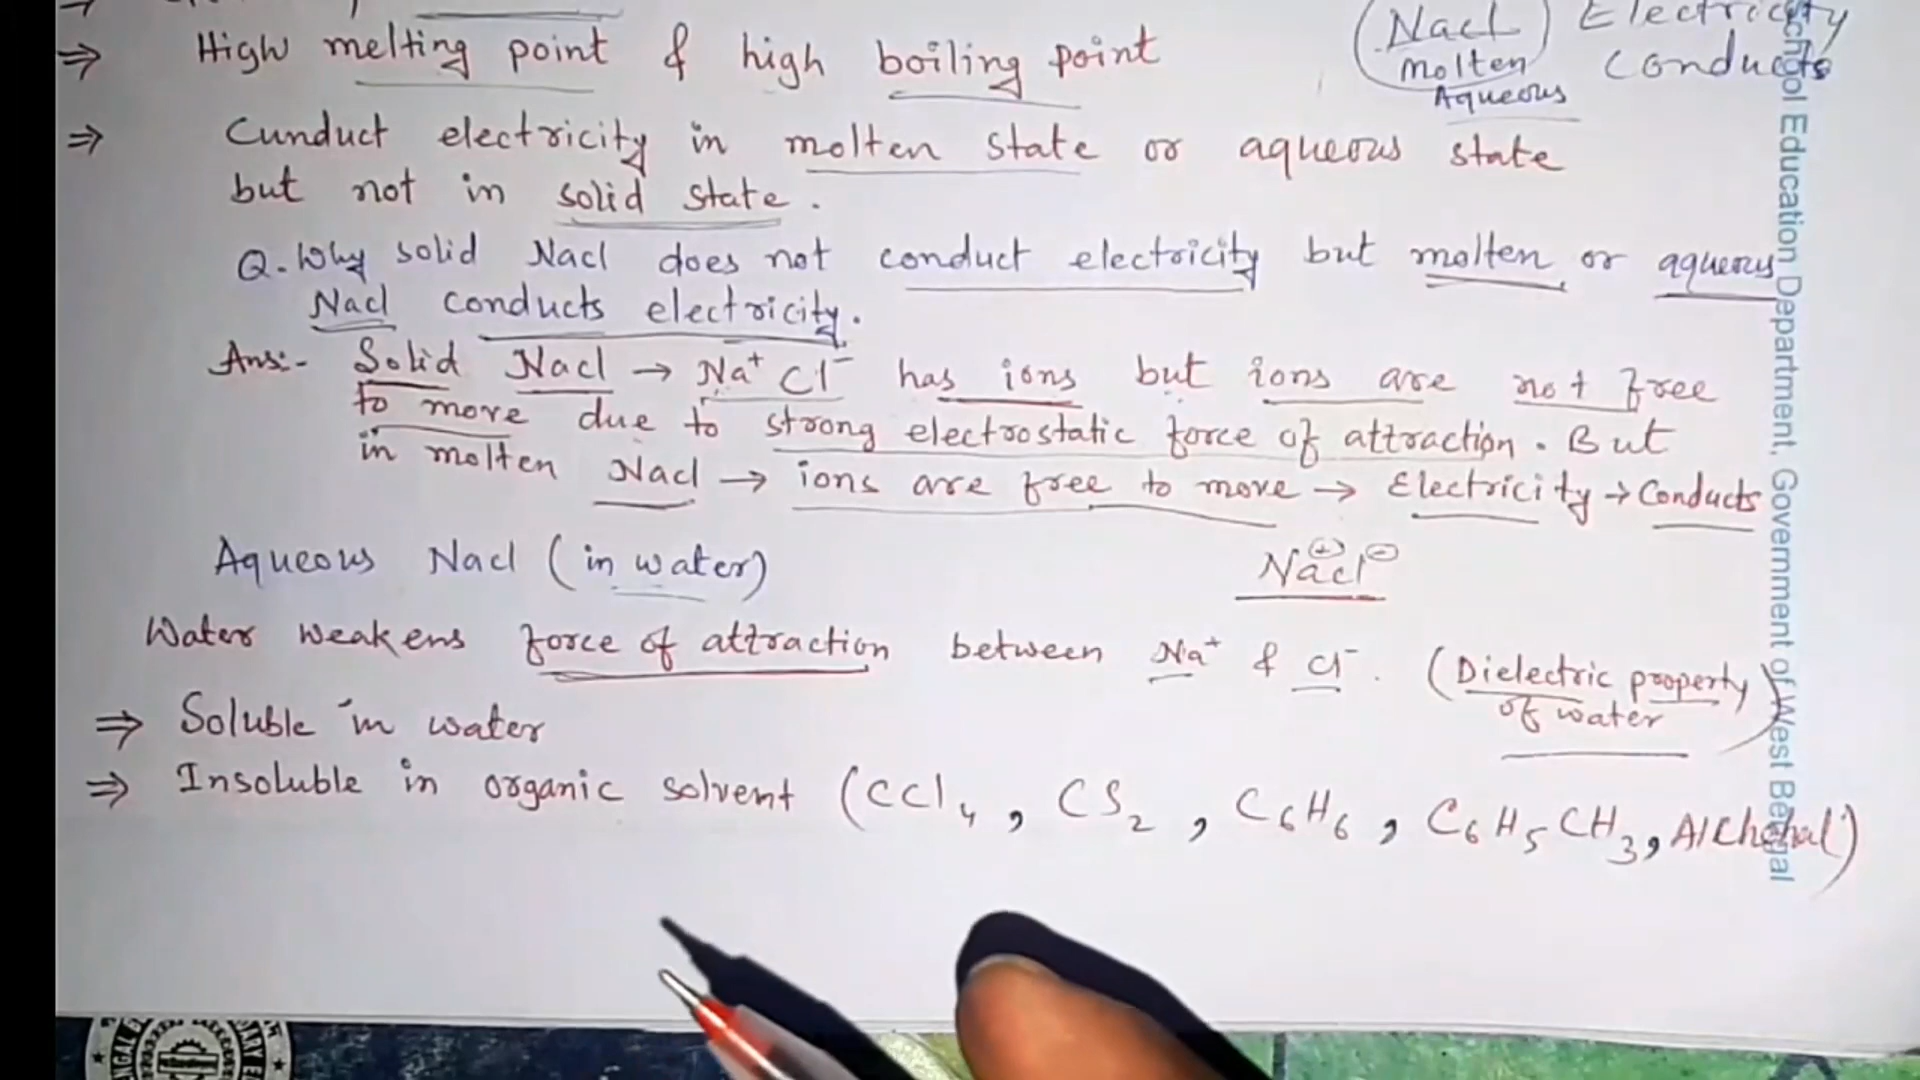 ⇒ High melting point & high boiling point
Nacl Electricity
molten Conducts
Aqueous
⇒ Cunduct electricity in molten state or aqueous state
but not in solid state.
Q. Why solid Nacl does not conduct electricity but molten or aqueous
Nacl conducts electricity.
Ans:- Solid Nacl → Na⁺ Cl⁻ has ions but ions are not free
to move due to strong electrostatic force of attraction. But
in molten Nacl → ions are free to move → Electricity → Conducts
Aqueous Nacl (in water) Na⊕cl⊖
Water weakens force of attraction between Na⁺ & Cl⁻. (Dielectric property
of water)
⇒ Soluble in water
⇒ Insoluble in organic solvent (CCl₄, CS₂, C₆H₆, C₆H₅CH₃, Alchohal)
School Education Department, Government of West Bengal